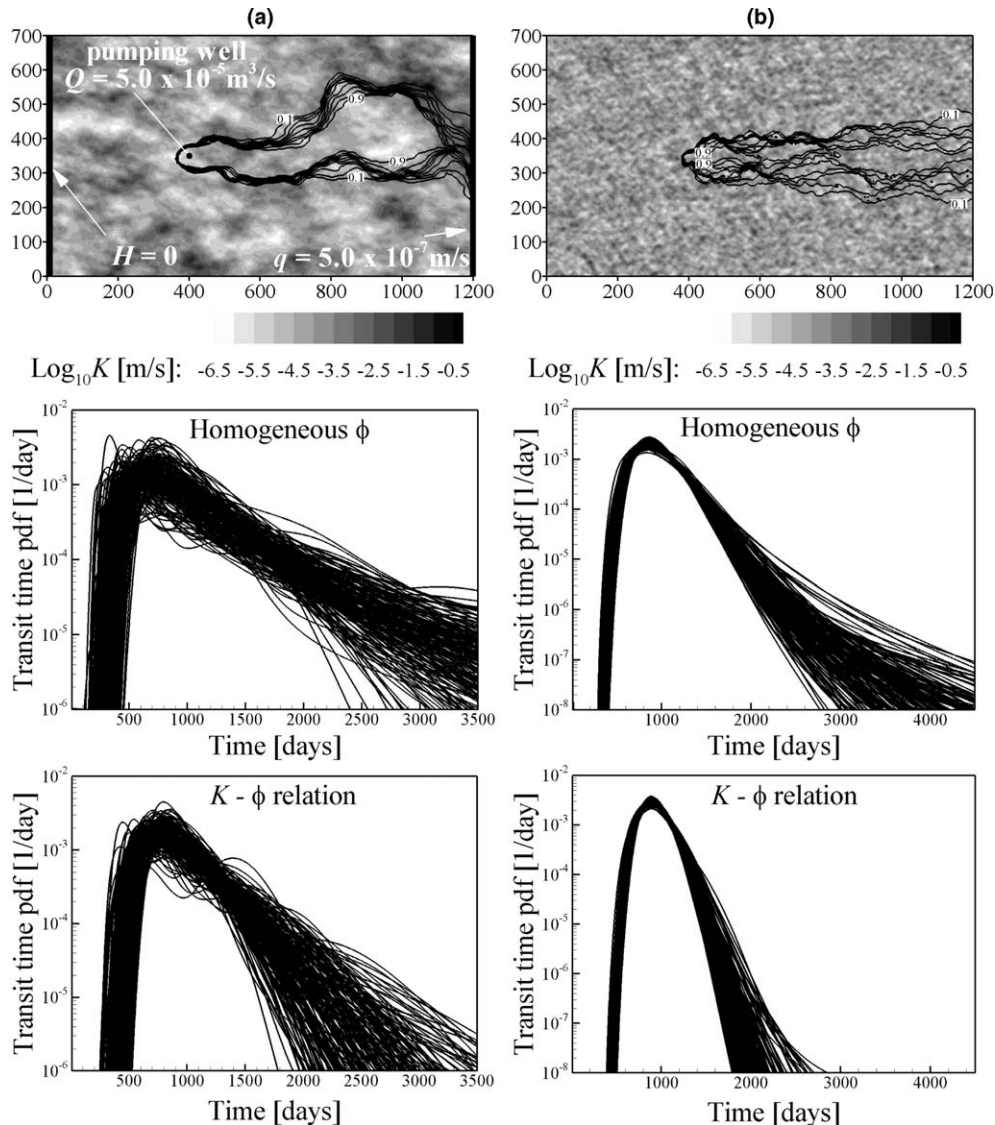 (a)
(b)
700
600
500
400
300
200
100
0
pumping well
Q = 5.0 x 10⁻⁵m³/s
0.1
0.9
0.9
0.1
H = 0
q = 5.0 x 10⁻⁷m/s
0 200 400 600 800 1000 1200
700
600
500
400
300
200
100
0
0.1
0.9
0.9
0.1
0 200 400 600 800 1000 1200
Log₁₀K [m/s]: -6.5 -5.5 -4.5 -3.5 -2.5 -1.5 -0.5
Log₁₀K [m/s]: -6.5 -5.5 -4.5 -3.5 -2.5 -1.5 -0.5
Homogeneous ϕ
Transit time pdf [1/day]
10⁻²
10⁻³
10⁻⁴
10⁻⁵
10⁻⁶
500 1000 1500 2000 2500 3000 3500
Time [days]
Homogeneous ϕ
Transit time pdf [1/day]
10⁻²
10⁻³
10⁻⁴
10⁻⁵
10⁻⁶
10⁻⁷
10⁻⁸
1000 2000 3000 4000
Time [days]
K - ϕ relation
Transit time pdf [1/day]
10⁻²
10⁻³
10⁻⁴
10⁻⁵
10⁻⁶
500 1000 1500 2000 2500 3000 3500
Time [days]
K - ϕ relation
Transit time pdf [1/day]
10⁻²
10⁻³
10⁻⁴
10⁻⁵
10⁻⁶
10⁻⁷
10⁻⁸
1000 2000 3000 4000
Time [days]